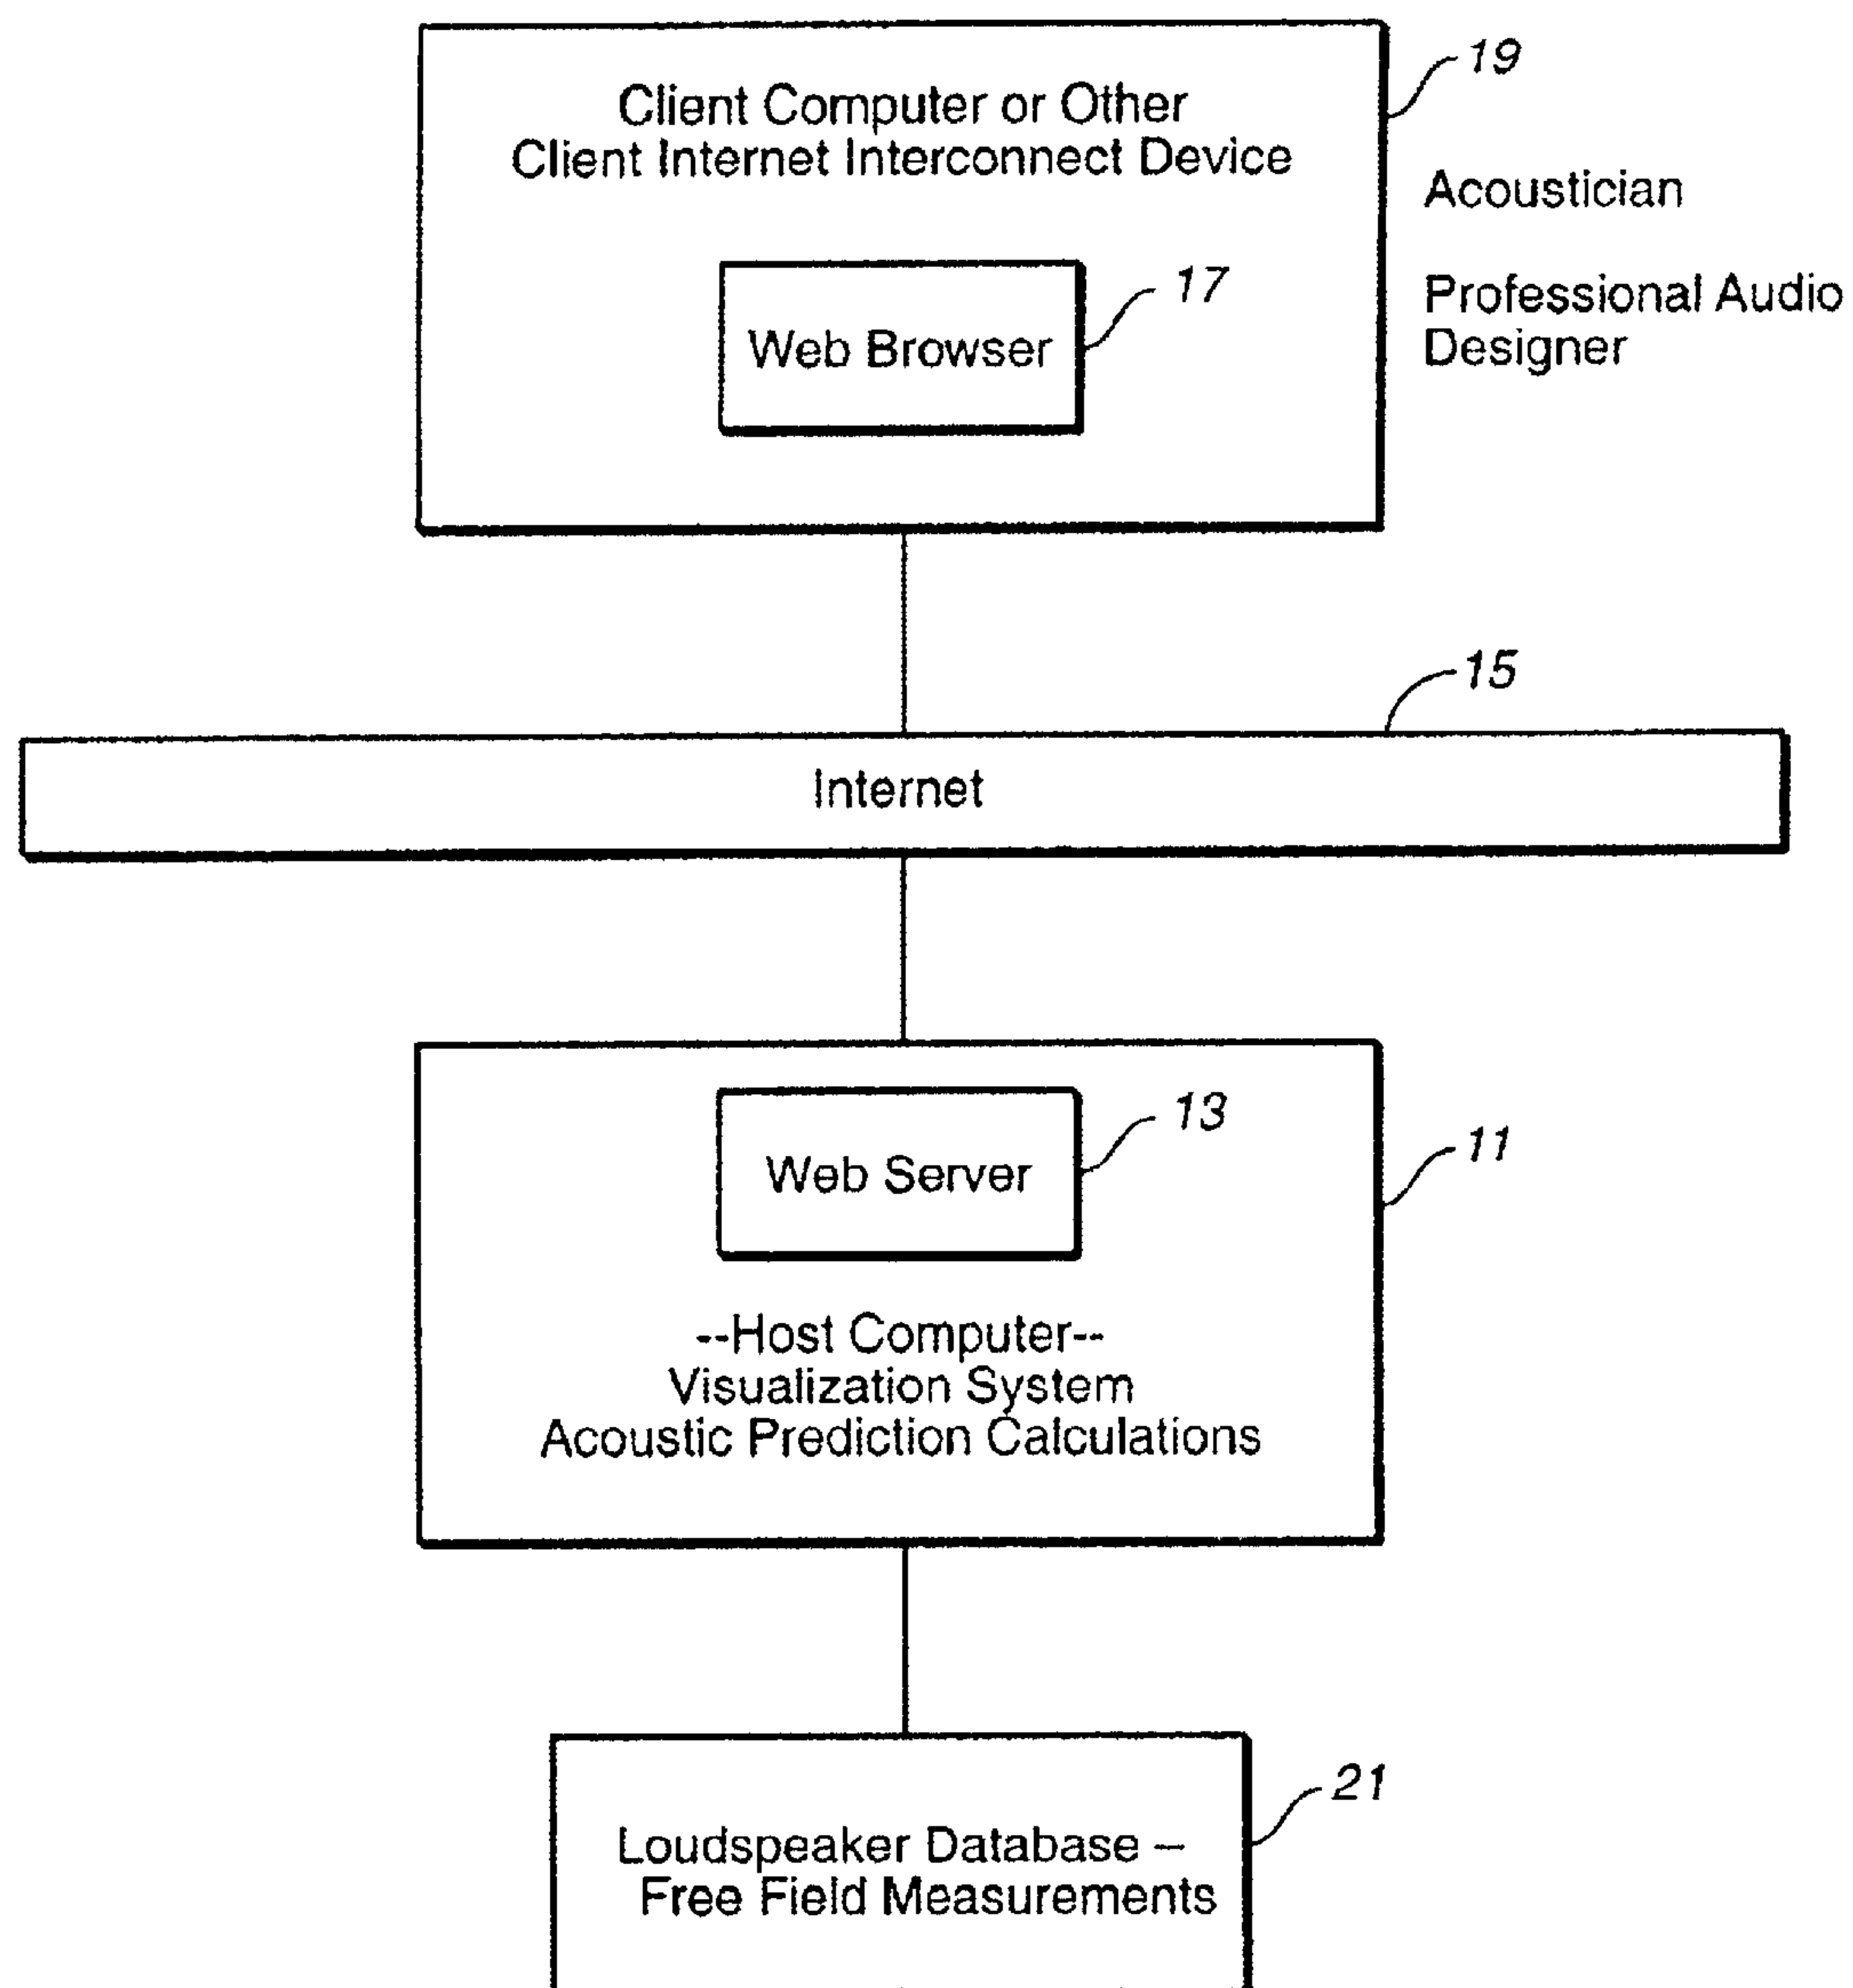 19
Client Computer or Other
Client Internet Interconnect Device
Acoustician
Professional Audio
Designer
17
Web Browser
15
Internet
13
Web Server
11
--Host Computer--
Visualization System
Acoustic Prediction Calculations
21
Loudspeaker Database –
Free Field Measurements